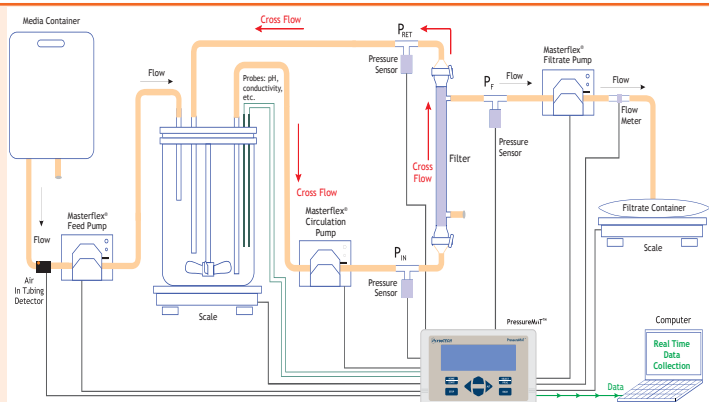 Media Container
Cross Flow
P RET
Pressure
Sensor
Masterflex®
Filtrate Pump
Flow
Probes: pH,
conductivity,
etc.
P F
Flow
Flow
Flow
Meter
Pressure
Sensor
Filter
Cross
Flow
Cross Flow
Masterflex®
Circulation
Pump
Filtrate Container
Scale
Masterflex®
Feed Pump
Flow
P IN
Air
In Tubing
Detector
Pressure
Sensor
Scale
PressureMAT™
Computer
Real Time
Data
Collection
Data